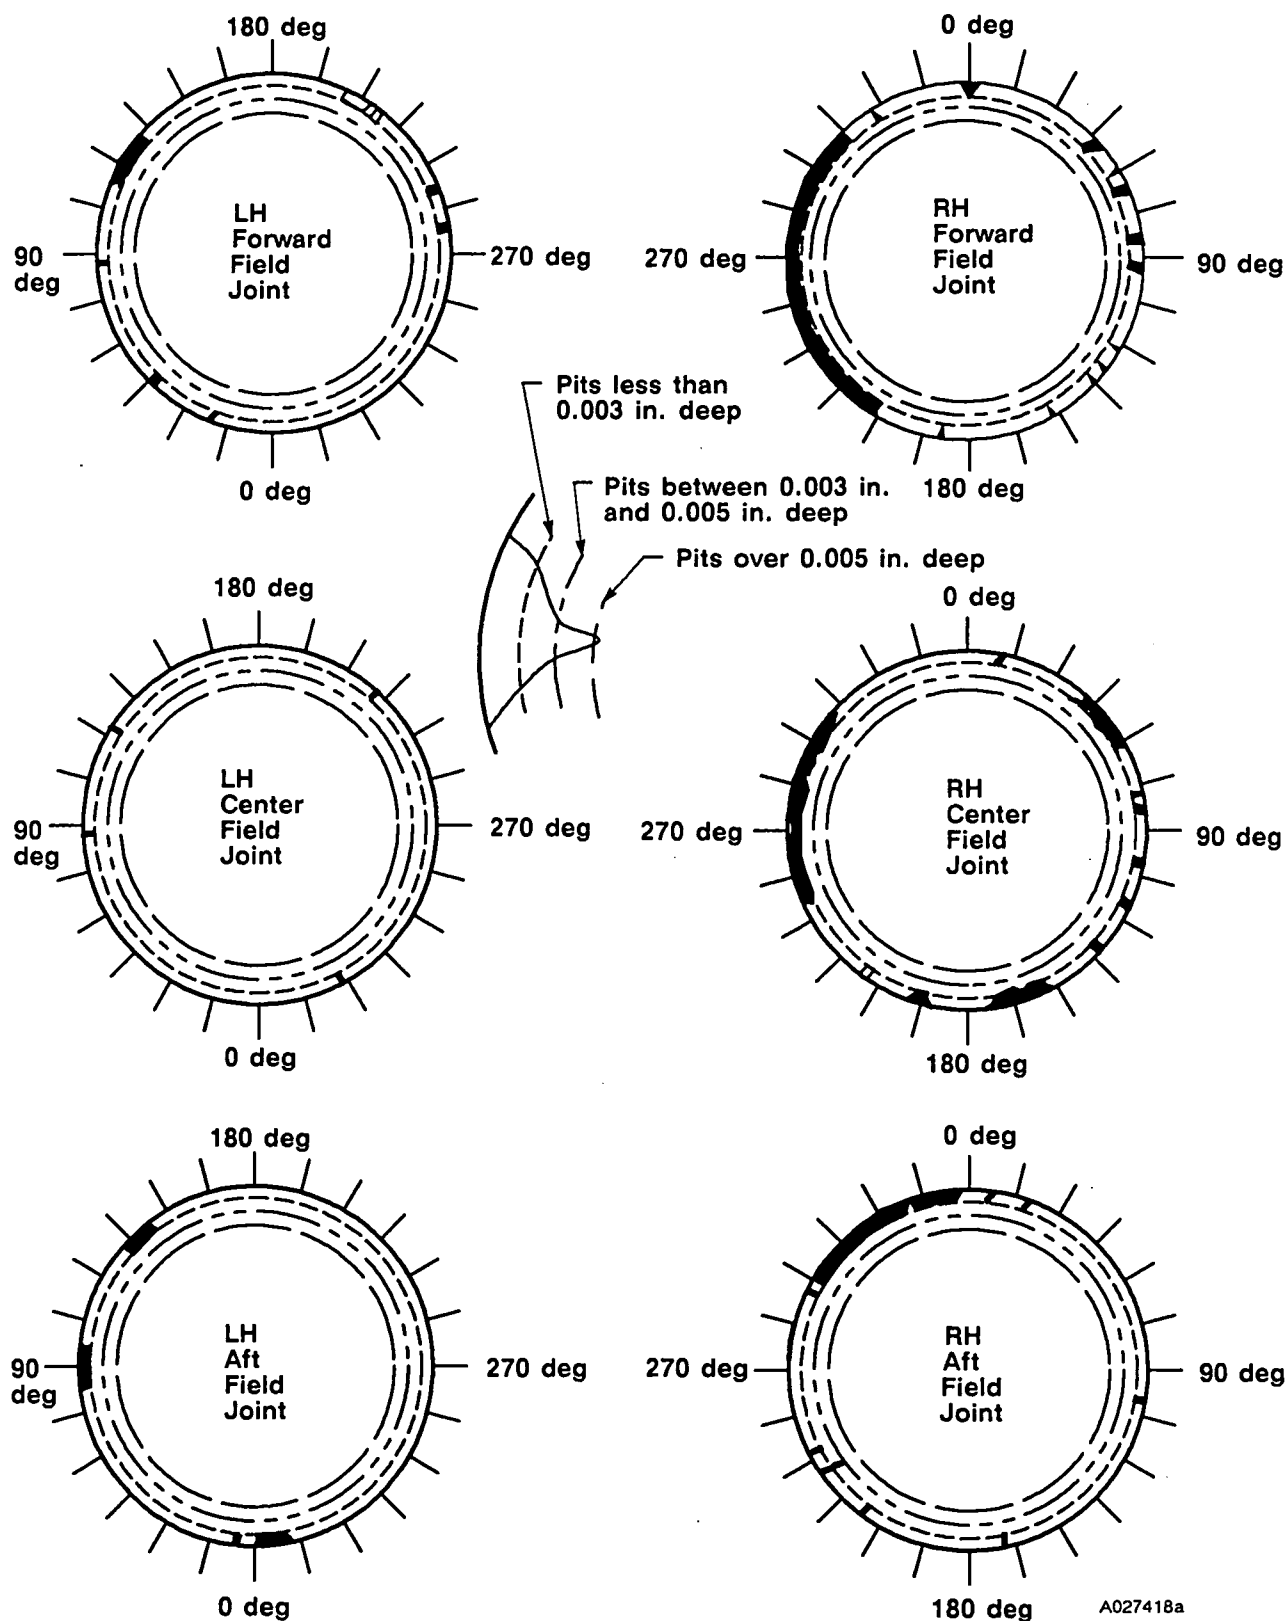 180 deg
LH
Forward
Field
Joint
90
deg
270 deg
0 deg
0 deg
RH
Forward
Field
Joint
270 deg
90 deg
180 deg
Pits less than
0.003 in. deep
Pits between 0.003 in.
and 0.005 in. deep
Pits over 0.005 in. deep
180 deg
LH
Center
Field
Joint
90
deg
270 deg
0 deg
0 deg
RH
Center
Field
Joint
270 deg
90 deg
180 deg
180 deg
LH
Aft
Field
Joint
90
deg
270 deg
0 deg
0 deg
RH
Aft
Field
Joint
270 deg
90 deg
180 deg
A027418a